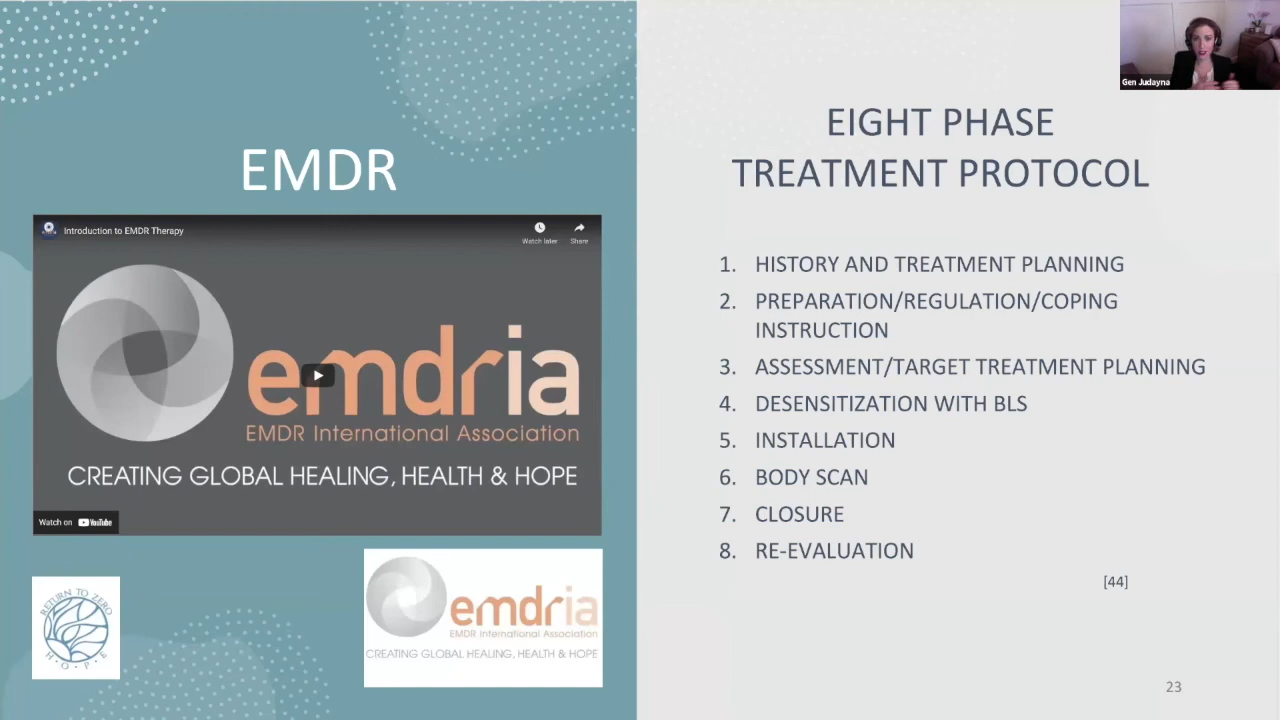 Gen Judayna
EMDR
Introduction to EMDR Therapy
Watch later
Share
emdria
EMDR International Association
CREATING GLOBAL HEALING, HEALTH & HOPE
Watch on YouTube
RETURN TO ZERO
H·O·P·E
emdria
EMDR International Association
CREATING GLOBAL HEALING, HEALTH & HOPE
EIGHT PHASE
TREATMENT PROTOCOL
1. HISTORY AND TREATMENT PLANNING
2. PREPARATION/REGULATION/COPING
INSTRUCTION
3. ASSESSMENT/TARGET TREATMENT PLANNING
4. DESENSITIZATION WITH BLS
5. INSTALLATION
6. BODY SCAN
7. CLOSURE
8. RE-EVALUATION
[44]
23